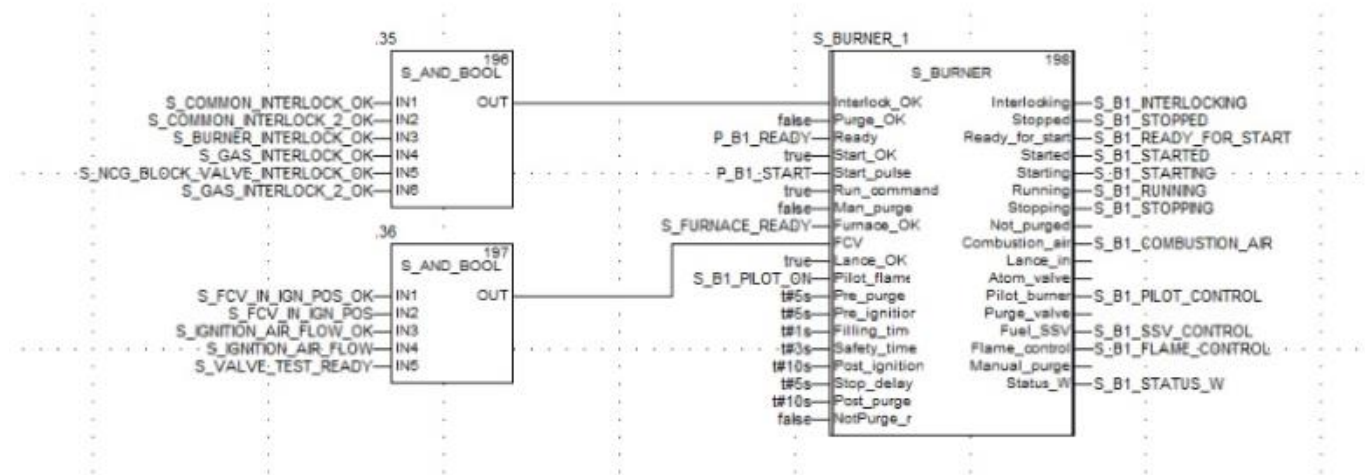 .35
196
S_AND_BOOL
S_COMMON_INTERLOCK_OK IN1 OUT
S_COMMON_INTERLOCK_2_OK IN2
S_BURNER_INTERLOCK_OK IN3
S_GAS_INTERLOCK_OK IN4
S_NCG_BLOCK_VALVE_INTERLOCK_OK IN5
S_GAS_INTERLOCK_2_OK IN6
.36
197
S_AND_BOOL
S_FCV_IN_IGN_POS_OK IN1 OUT
S_FCV_IN_IGN_POS IN2
S_IGNITION_AIR_FLOW_OK IN3
S_IGNITION_AIR_FLOW IN4
S_VALVE_TEST_READY IN5
S_BURNER_1
198
S_BURNER
Interlock_OK Interlocking S_B1_INTERLOCKING
false Purge_OK Stopped S_B1_STOPPED
P_B1_READY Ready Ready_for_start S_B1_READY_FOR_START
true Start_OK Started S_B1_STARTED
P_B1_START Start_pulse Starting S_B1_STARTING
true Run_command Running S_B1_RUNNING
false Man_purge Stopping S_B1_STOPPING
S_FURNACE_READY Furnace_OK Not_purged
FCV Combustion_air S_B1_COMBUSTION_AIR
true Lance_OK Lance_in
S_B1_PILOT_ON Pilot_flame Atom_valve
t#5s Pre_purge Pilot_burner S_B1_PILOT_CONTROL
t#5s Pre_ignitior Purge_valve
t#1s Filling_tim Fuel_SSV S_B1_SSV_CONTROL
t#3s Safety_time Flame_control S_B1_FLAME_CONTROL
t#10s Post_ignition Manual_purge
t#5s Stop_delay Status_W S_B1_STATUS_W
t#10s Post_purge
false NotPurge_r